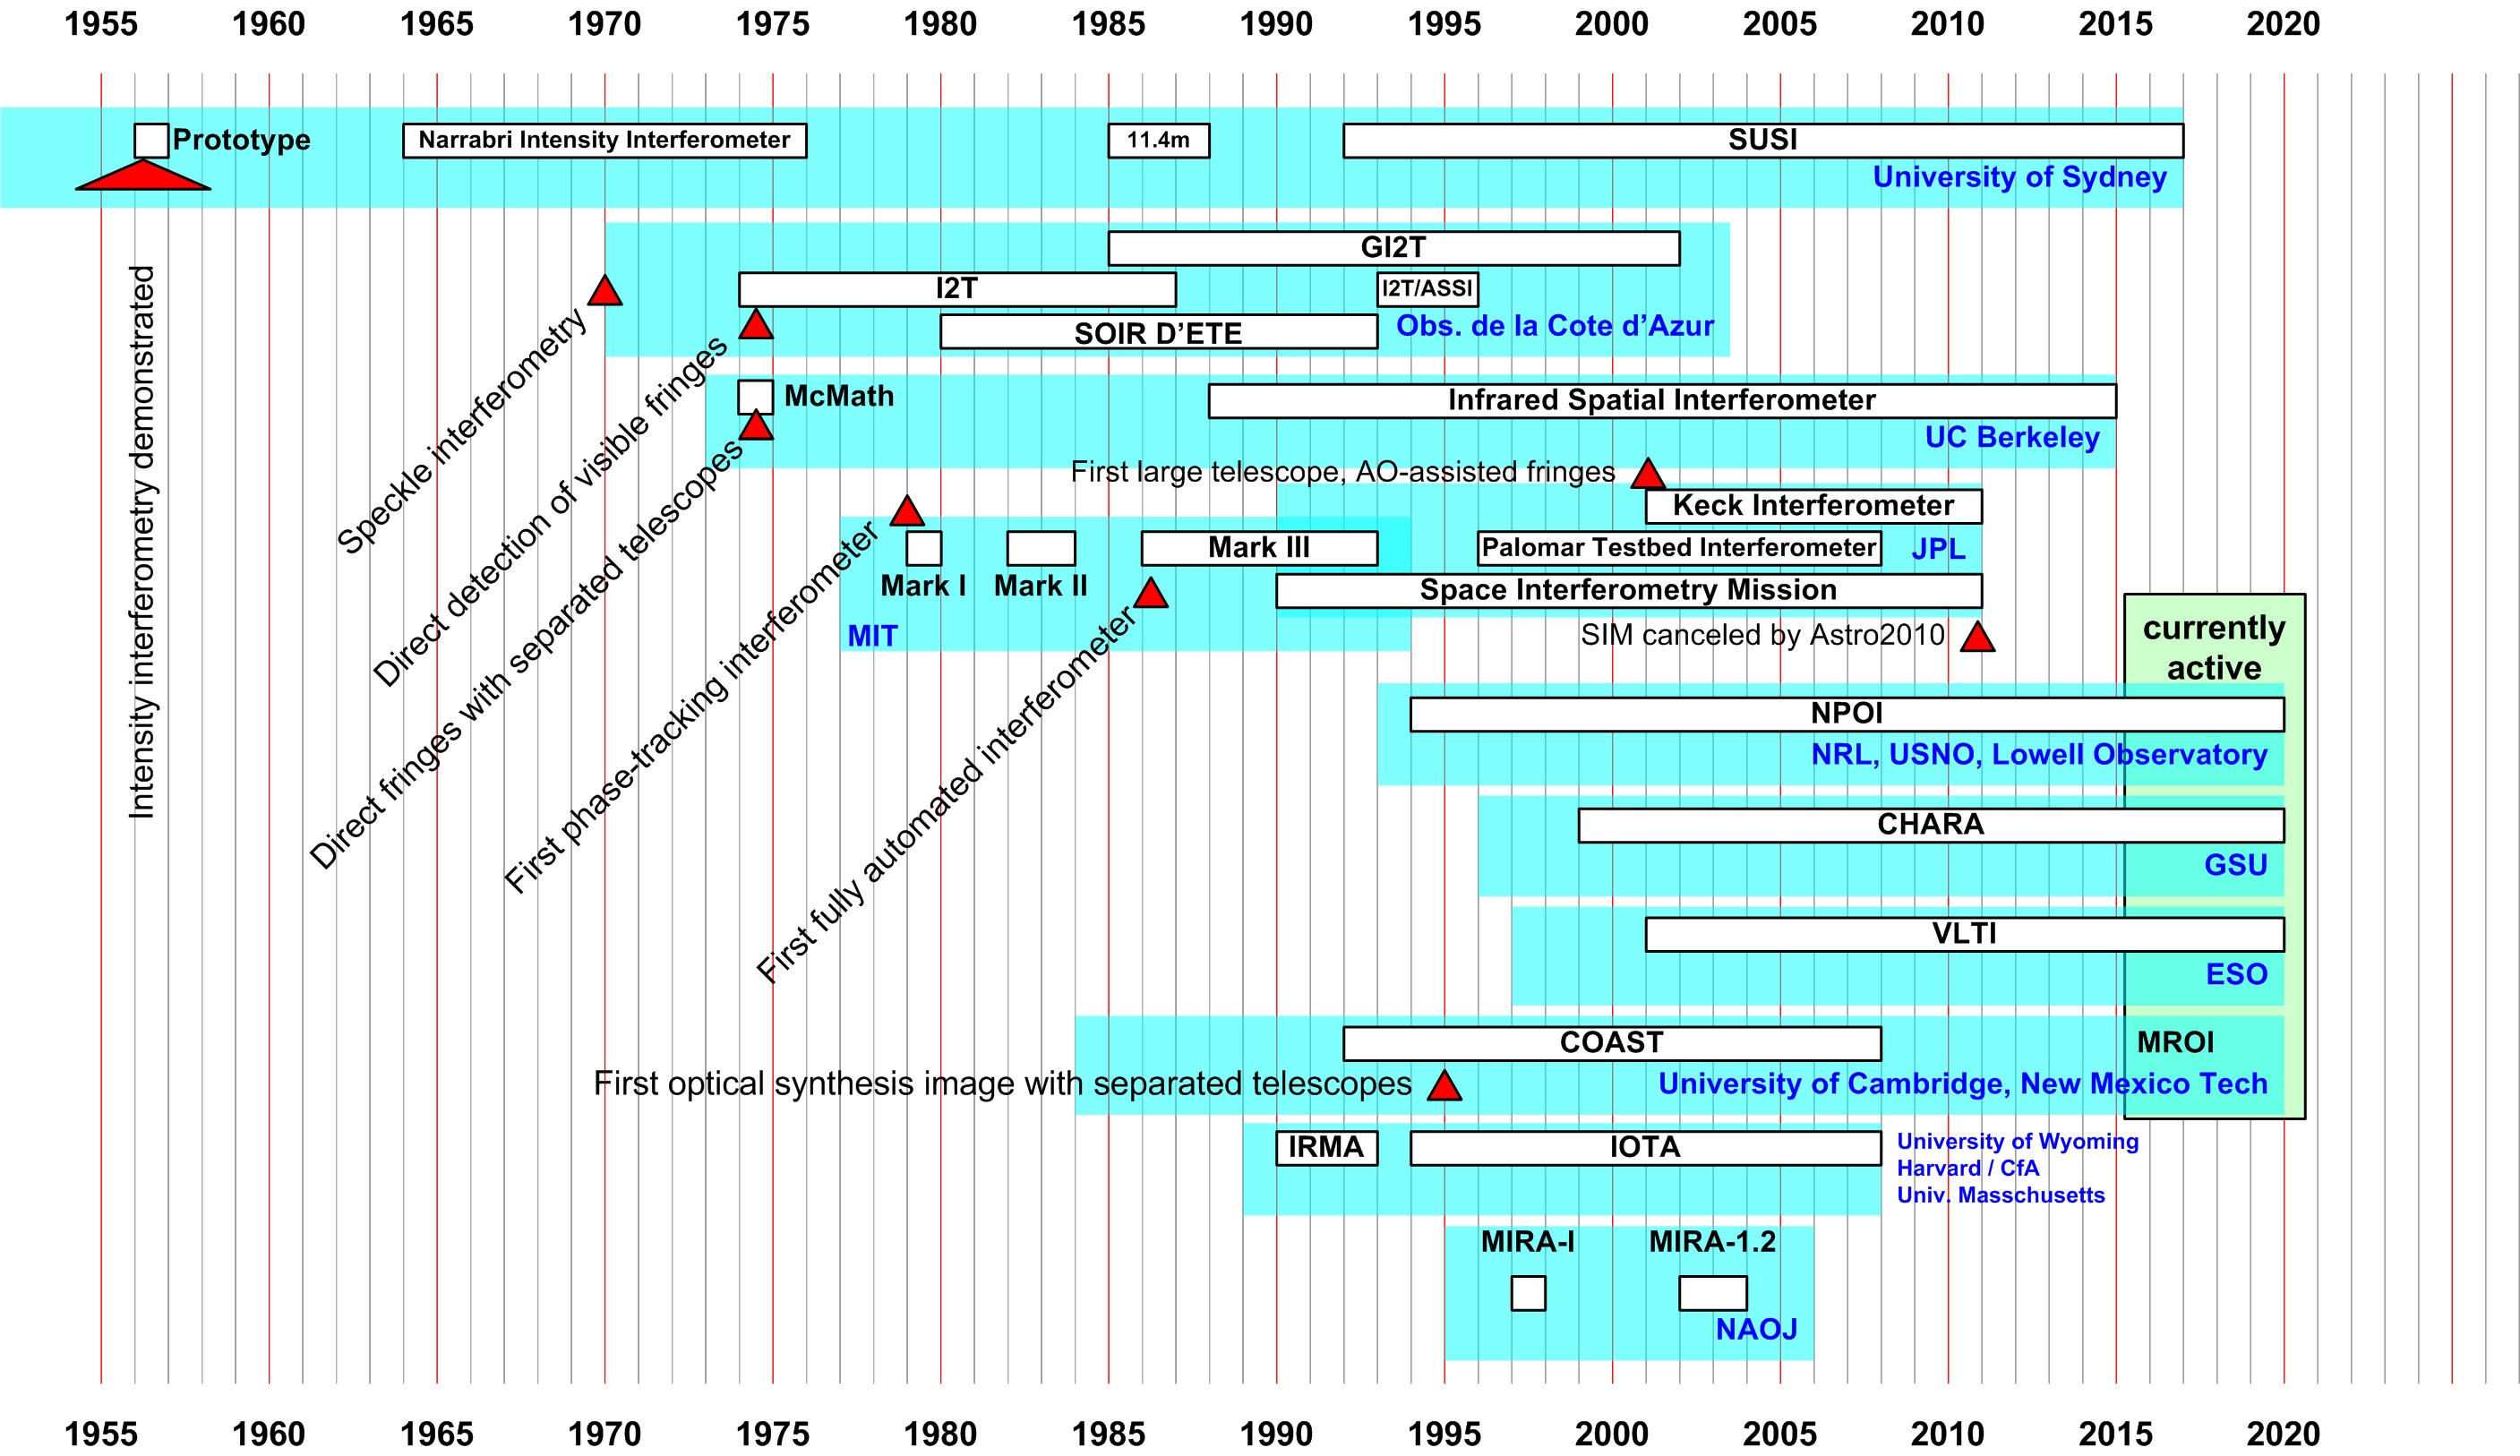 1955 1960 1965 1970 1975 1980 1985 1990 1995 2000 2005 2010 2015 2020
Prototype
Narrabri Intensity Interferometer
11.4m
SUSI
University of Sydney
GI2T
I2T
I2T/ASSI
SOIR D’ETE
Obs. de la Cote d’Azur
McMath
Infrared Spatial Interferometer
UC Berkeley
First large telescope, AO-assisted fringes
Keck Interferometer
Mark III
Palomar Testbed Interferometer
JPL
Mark I
Mark II
Space Interferometry Mission
MIT
SIM canceled by Astro2010
Intensity interferometry demonstrated
Speckle interferometry
Direct detection of visible fringes
Direct fringes with separated telescopes
First phase-tracking interferometer
First fully automated interferometer
currently
active
NPOI
NRL, USNO, Lowell Observatory
CHARA
GSU
VLTI
ESO
COAST
MROI
First optical synthesis image with separated telescopes
University of Cambridge, New Mexico Tech
IRMA
IOTA
University of Wyoming
Harvard / CfA
Univ. Masschusetts
MIRA-I
MIRA-1.2
NAOJ
1955 1960 1965 1970 1975 1980 1985 1990 1995 2000 2005 2010 2015 2020